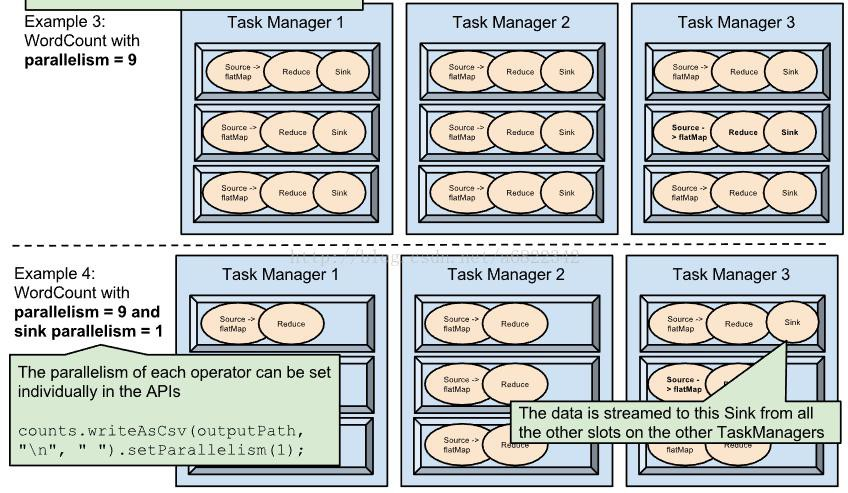 Example 3:
WordCount with
parallelism = 9
Task Manager 1
Source ->
flatMap
Reduce
Sink
Source ->
flatMap
Reduce
Sink
Source ->
flatMap
Reduce
Sink
Task Manager 2
Source ->
flatMap
Reduce
Sink
Source ->
flatMap
Reduce
Sink
Source ->
flatMap
Reduce
Sink
Task Manager 3
Source ->
flatMap
Reduce
Sink
Source -
> flatMap
Reduce
Sink
Source ->
flatMap
Reduce
Sink
Example 4:
WordCount with
parallelism = 9 and
sink parallelism = 1
The parallelism of each operator can be set
individually in the APIs
counts.writeAsCsv(outputPath,
"\n", " ").setParallelism(1);
Task Manager 1
Source ->
flatMap
Reduce
Task Manager 2
Source ->
flatMap
Reduce
Source ->
flatMap
Reduce
Source ->
flatMap
Reduce
Task Manager 3
Source ->
flatMap
Reduce
Sink
Source -
> flatMap
The data is streamed to this Sink from all
the other slots on the other TaskManagers
flatMap
Reduce